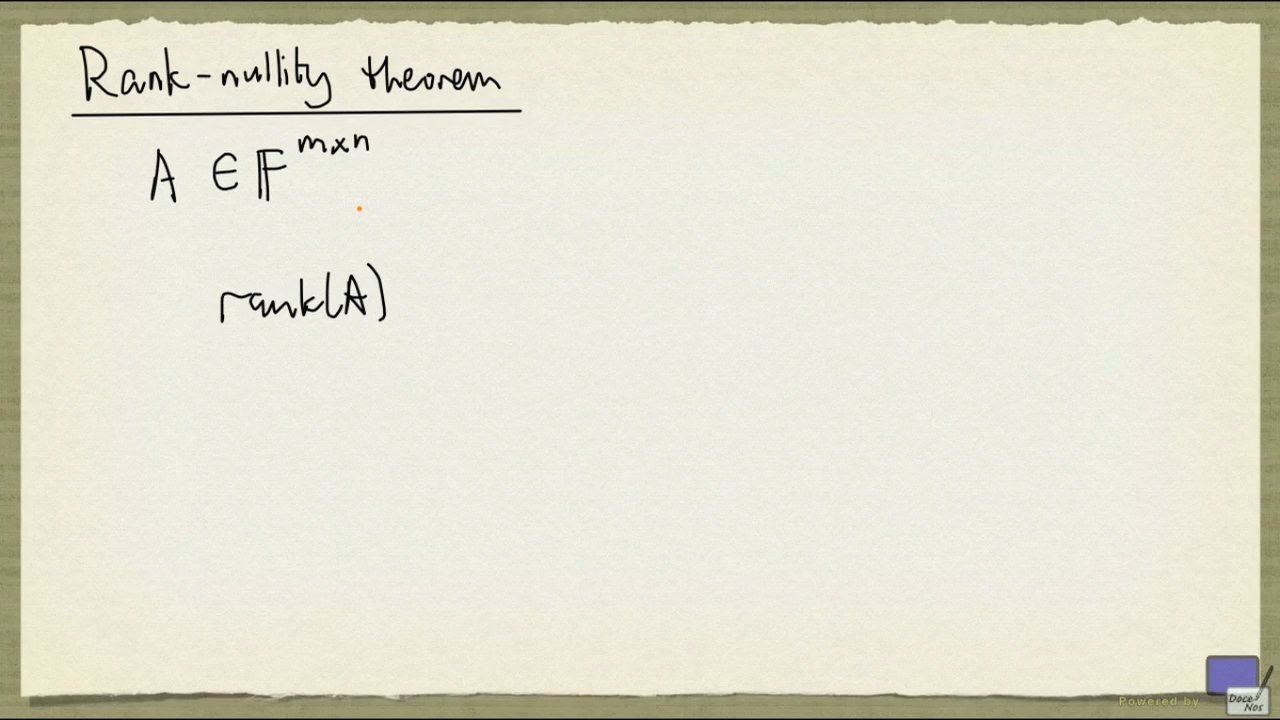 Rank-nullity theorem
A ∈ 𝔽^{m×n}
rank(A)
Powered by
Doce
Nos